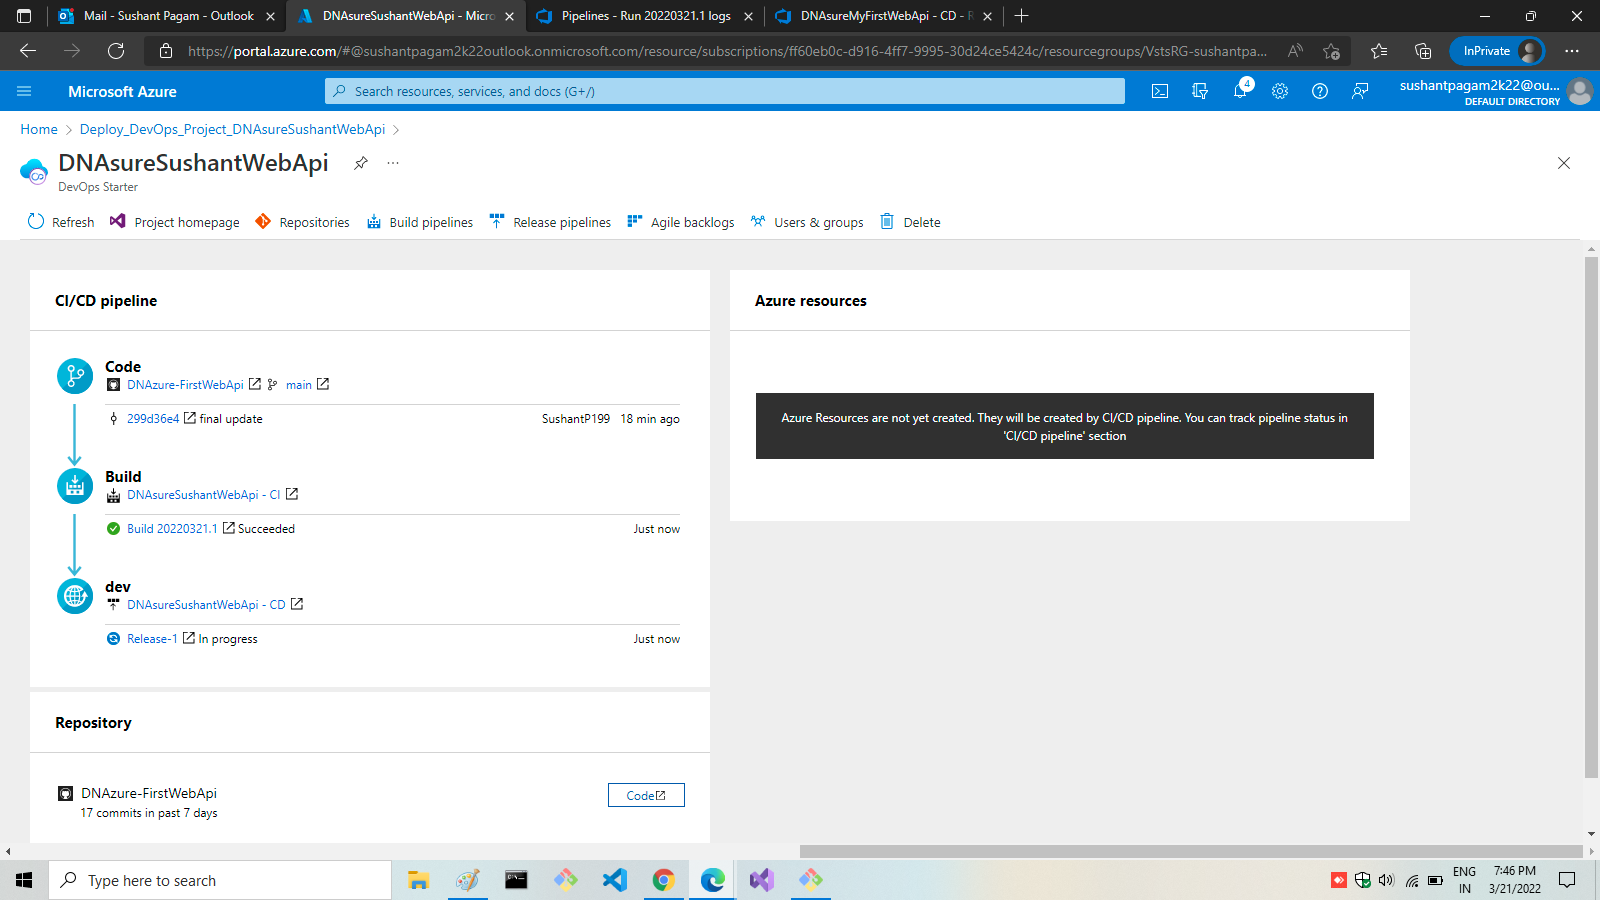 Mail - Sushant Pagam - Outlook
DNAsureSushantWebApi - Micro
Pipelines - Run 20220321.1 logs
DNAsureMyFirstWebApi - CD - R
https://portal.azure.com/#@sushantpagam2k22outlook.onmicrosoft.com/resource/subscriptions/ff60eb0c-d916-4ff7-9995-30d24ce5424c/resourcegroups/VstsRG-sushantpa...
InPrivate
Microsoft Azure
Search resources, services, and docs (G+/)
4
sushantpagam2k22@ou...
DEFAULT DIRECTORY
Home > Deploy_DevOps_Project_DNAsureSushantWebApi >
DNAsureSushantWebApi
DevOps Starter
Refresh
Project homepage
Repositories
Build pipelines
Release pipelines
Agile backlogs
Users & groups
Delete
CI/CD pipeline
Code
DNAzure-FirstWebApi main
299d36e4 final update SushantP199 18 min ago
Build
DNAsureSushantWebApi - CI
Build 20220321.1 Succeeded Just now
dev
DNAsureSushantWebApi - CD
Release-1 In progress Just now
Azure resources
Azure Resources are not yet created. They will be created by CI/CD pipeline. You can track pipeline status in
'CI/CD pipeline' section
Repository
DNAzure-FirstWebApi
17 commits in past 7 days
Code
Type here to search
ENG
IN
7:46 PM
3/21/2022